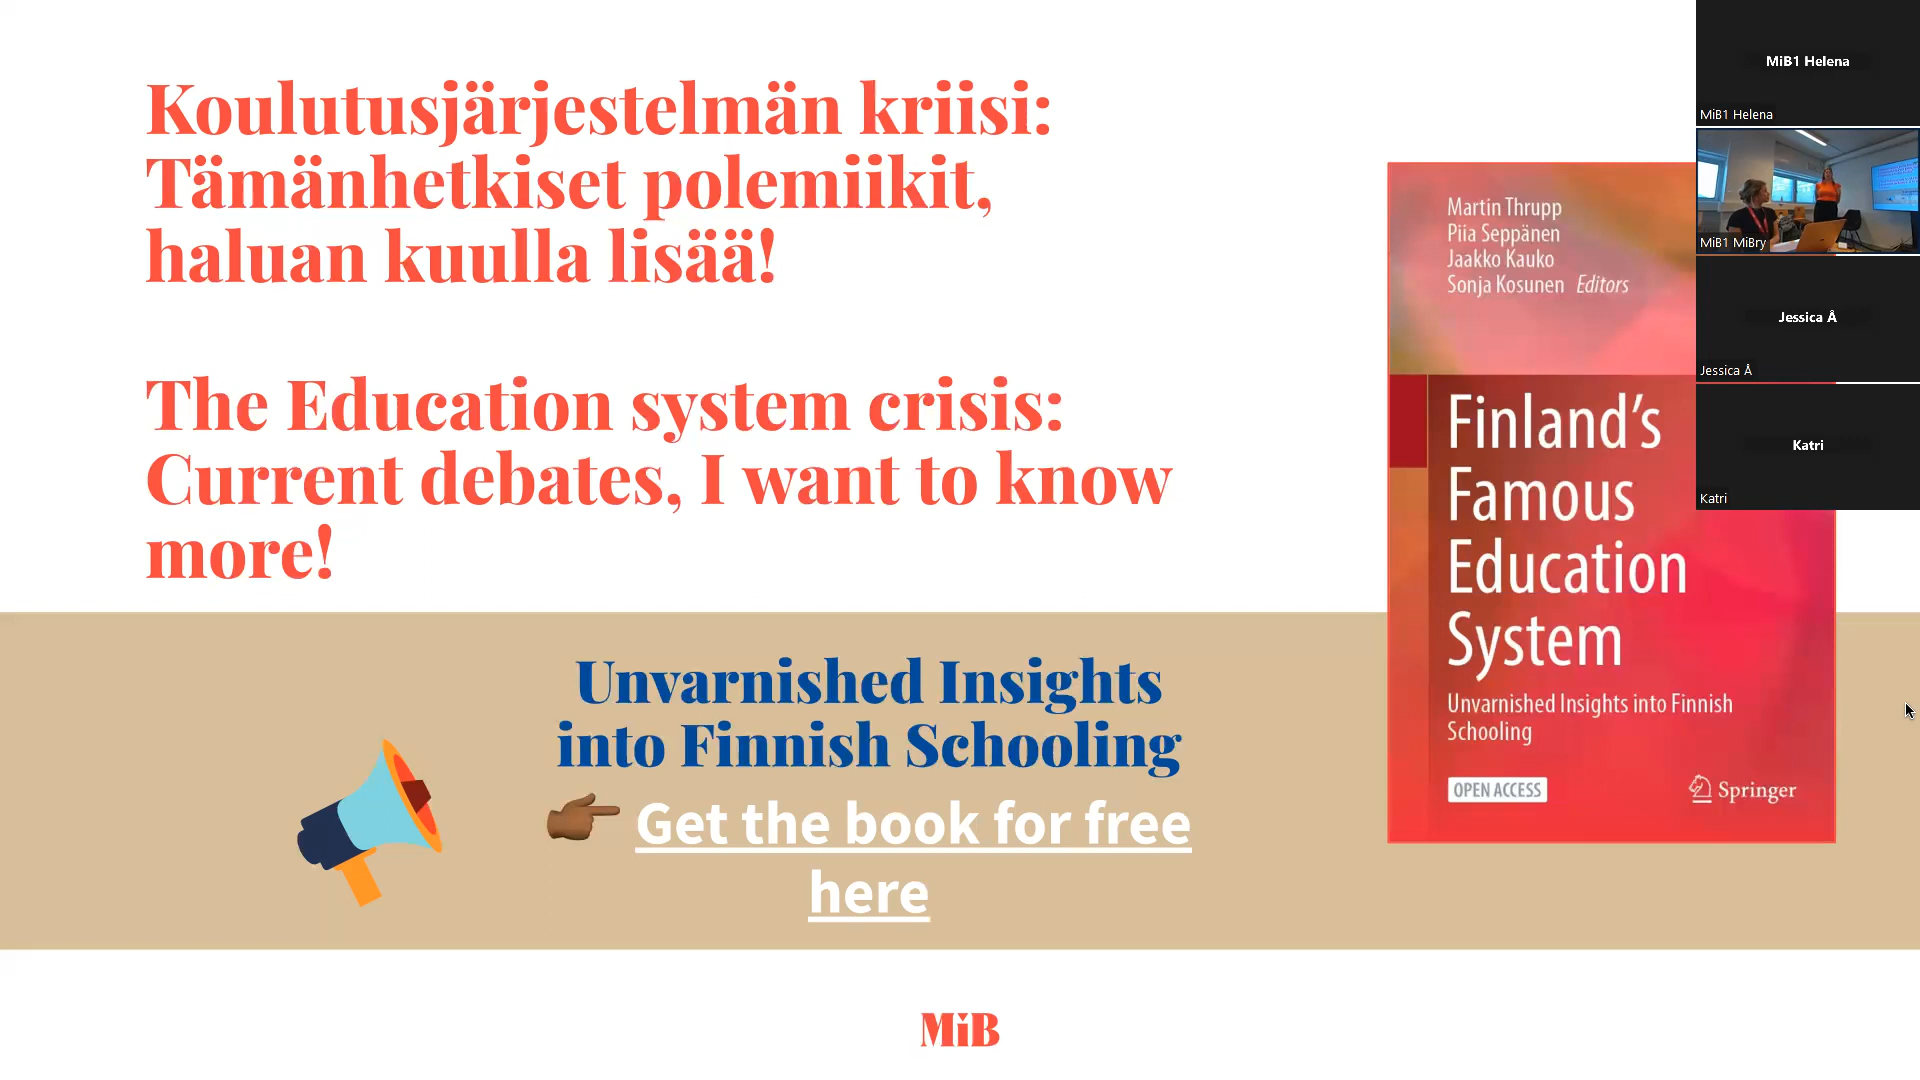 Koulutusjärjestelmän kriisi:
Tämänhetkiset polemiikit,
haluan kuulla lisää!
The Education system crisis:
Current debates, I want to know
more!
Unvarnished Insights
into Finnish Schooling
Get the book for free
here
MiB
Martin Thrupp
Piia Seppänen
Jaakko Kauko
Sonja Kosunen Editors
Finland's
Famous
Education
System
Unvarnished Insights into Finnish
Schooling
OPEN ACCESS
Springer
MiB1 Helena
MiB1 Helena
MiB1 MiBry
Jessica Å
Jessica Å
Katri
Katri